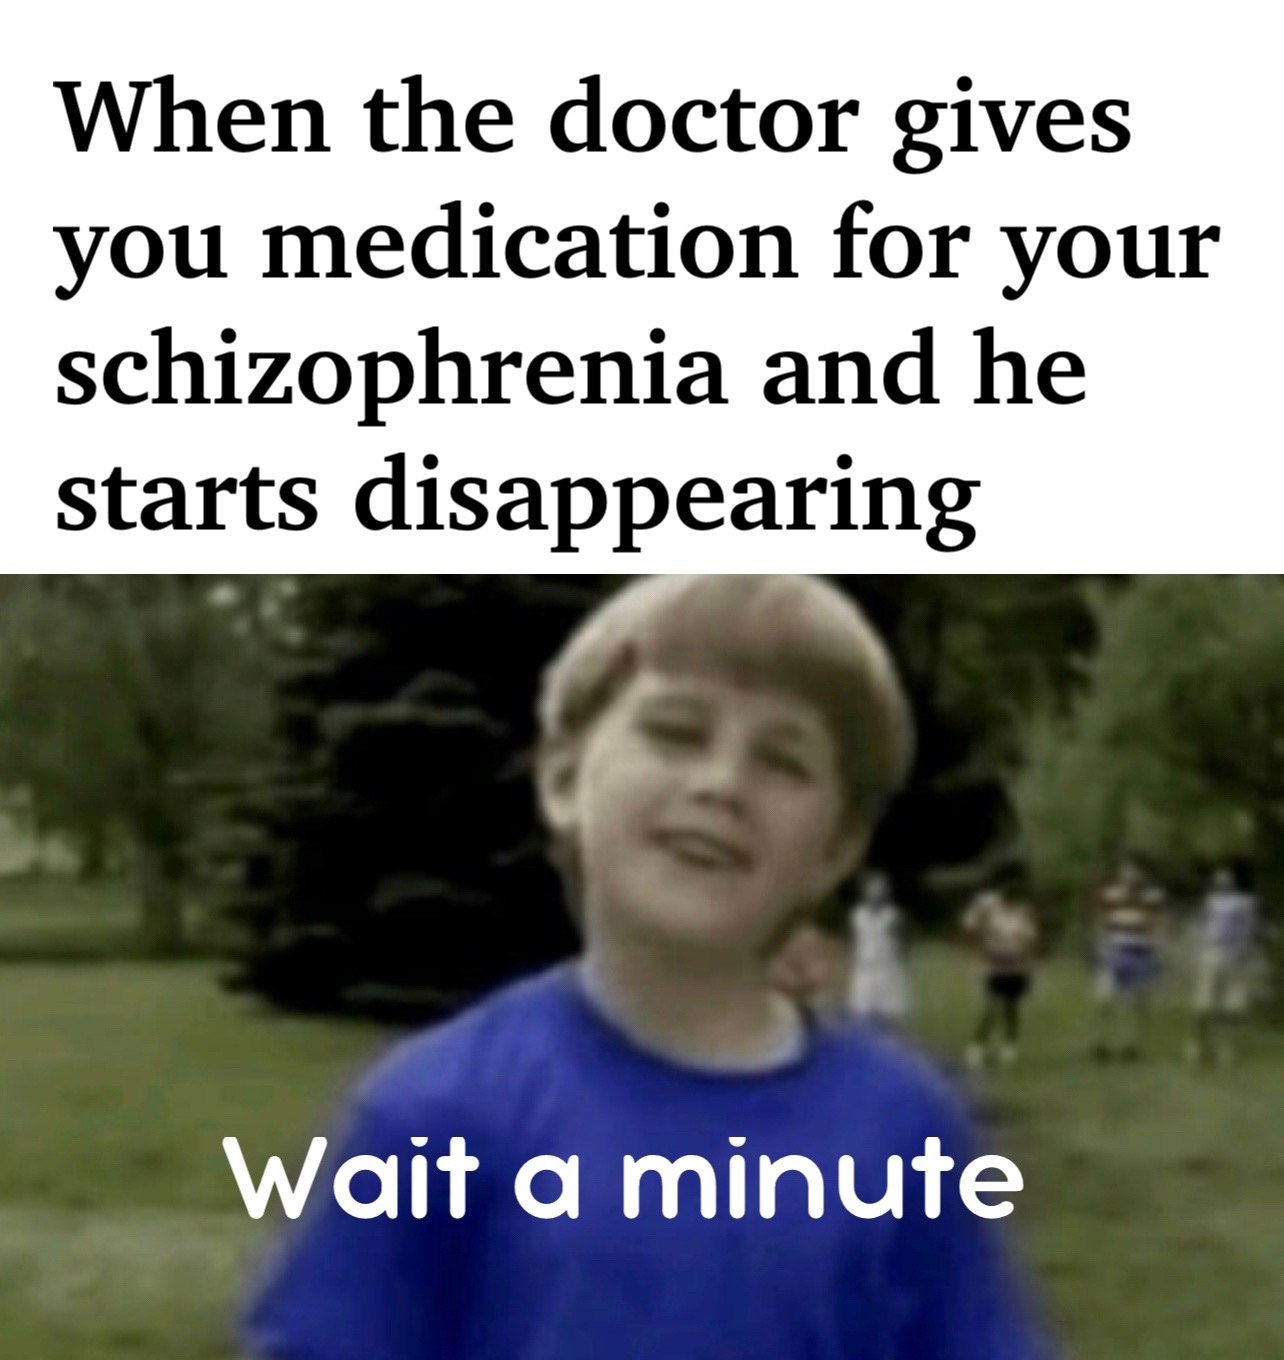 When the doctor gives
you medication for your
schizophrenia and he
starts disappearing
Wait a minute